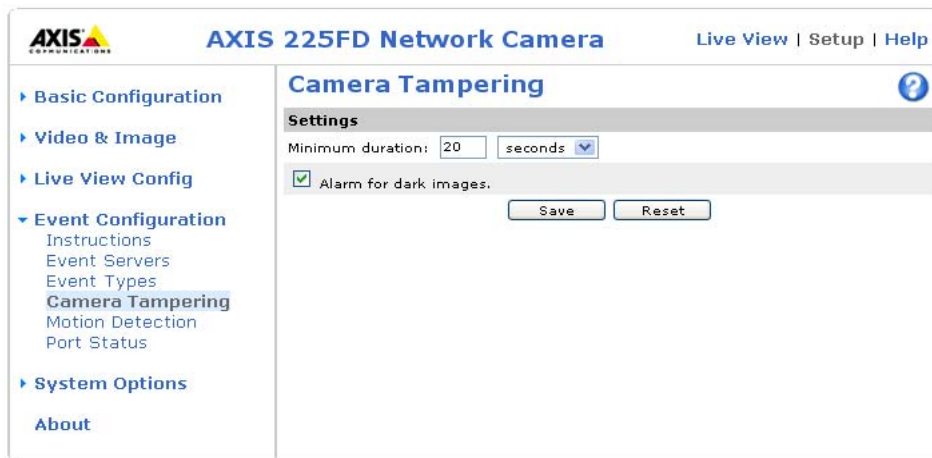 AXIS COMMUNICATIONS
AXIS 225FD Network Camera
Live View | Setup | Help
Basic Configuration
Video & Image
Live View Config
Event Configuration
Instructions
Event Servers
Event Types
Camera Tampering
Motion Detection
Port Status
System Options
About
Camera Tampering
?
Settings
Minimum duration: 20 seconds
Alarm for dark images.
Save Reset